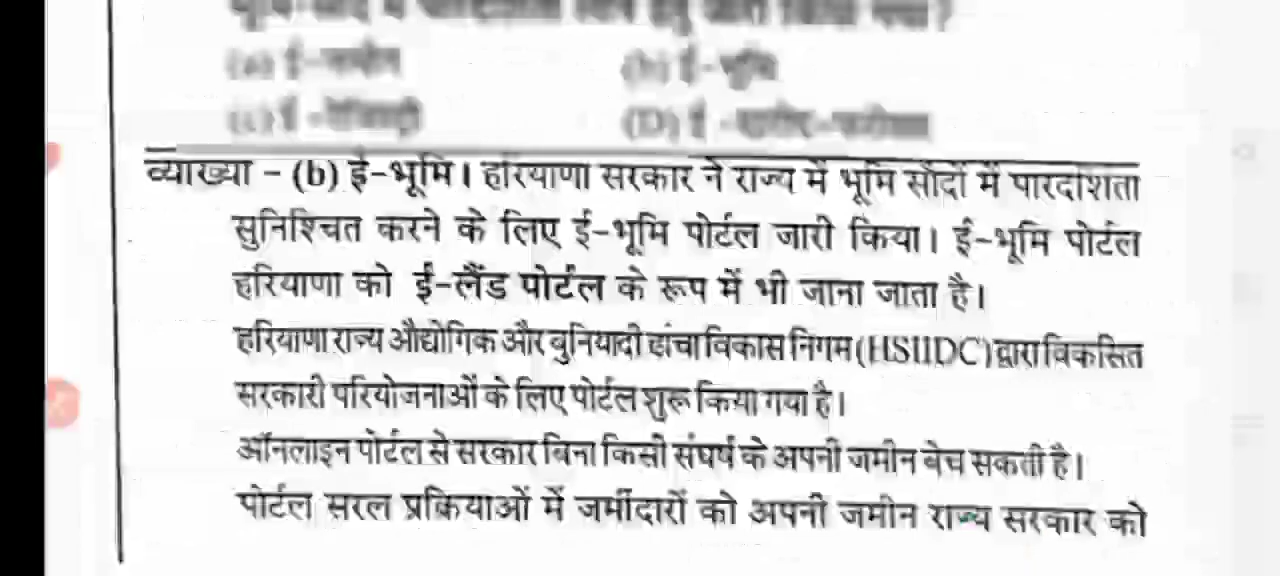 (b) ई-भूमि
व्याख्या - (b) ई-भूमि। हरियाणा सरकार ने राज्य में भूमि सौदों में पारदर्शिता
सुनिश्चित करने के लिए ई-भूमि पोर्टल जारी किया। ई-भूमि पोर्टल
हरियाणा को ई-लैंड पोर्टल के रूप में भी जाना जाता है।
हरियाणा राज्य औद्योगिक और बुनियादी ढांचा विकास निगम (HSIIDC) द्वारा विकसित
सरकारी परियोजनाओं के लिए पोर्टल शुरू किया गया है।
ऑनलाइन पोर्टल से सरकार बिना किसी संघर्ष के अपनी जमीन बेच सकती है।
पोर्टल सरल प्रक्रियाओं में जमींदारों को अपनी जमीन राज्य सरकार को